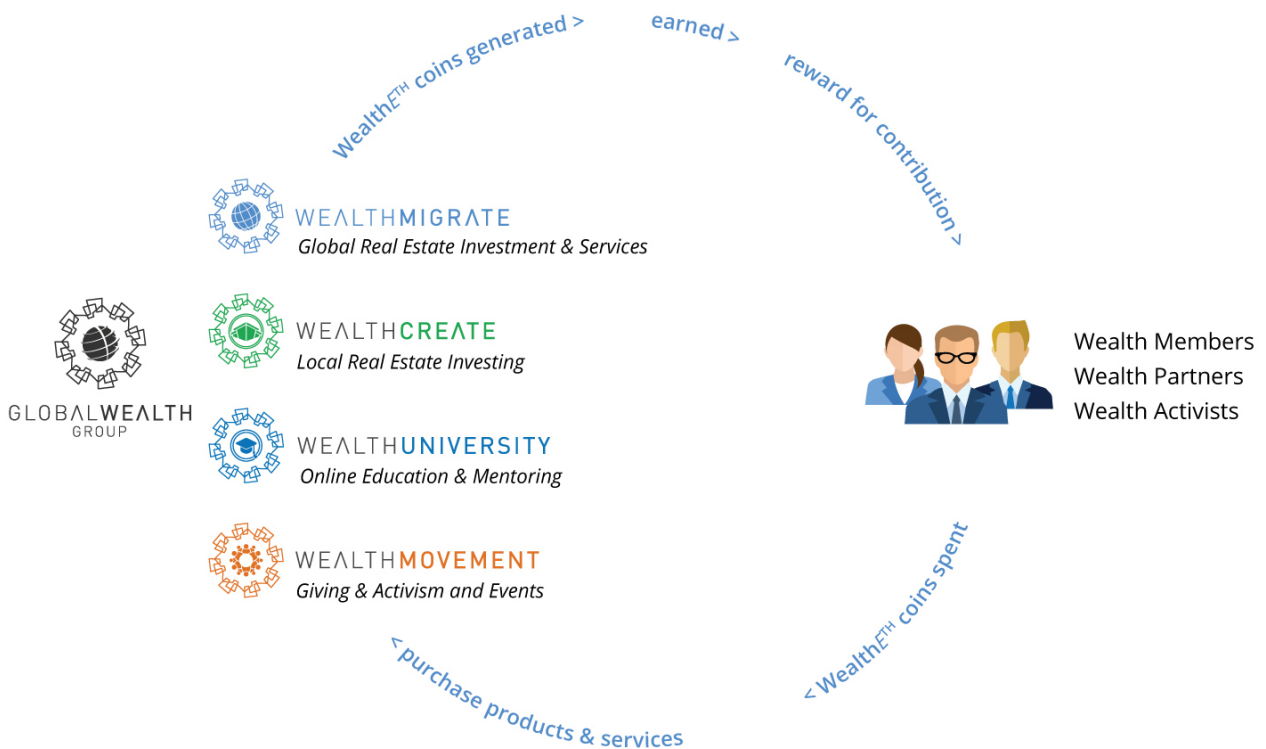 WealthEᵀᴴ coins generated >
earned >
reward for contribution >
WEALTHMIGRATE
Global Real Estate Investment & Services
WEALTHCREATE
Local Real Estate Investing
GLOBALWEALTH
GROUP
WEALTHUNIVERSITY
Online Education & Mentoring
WEALTHMOVEMENT
Giving & Activism and Events
Wealth Members
Wealth Partners
Wealth Activists
< WealthEᵀᴴ coins spent
< purchase products & services